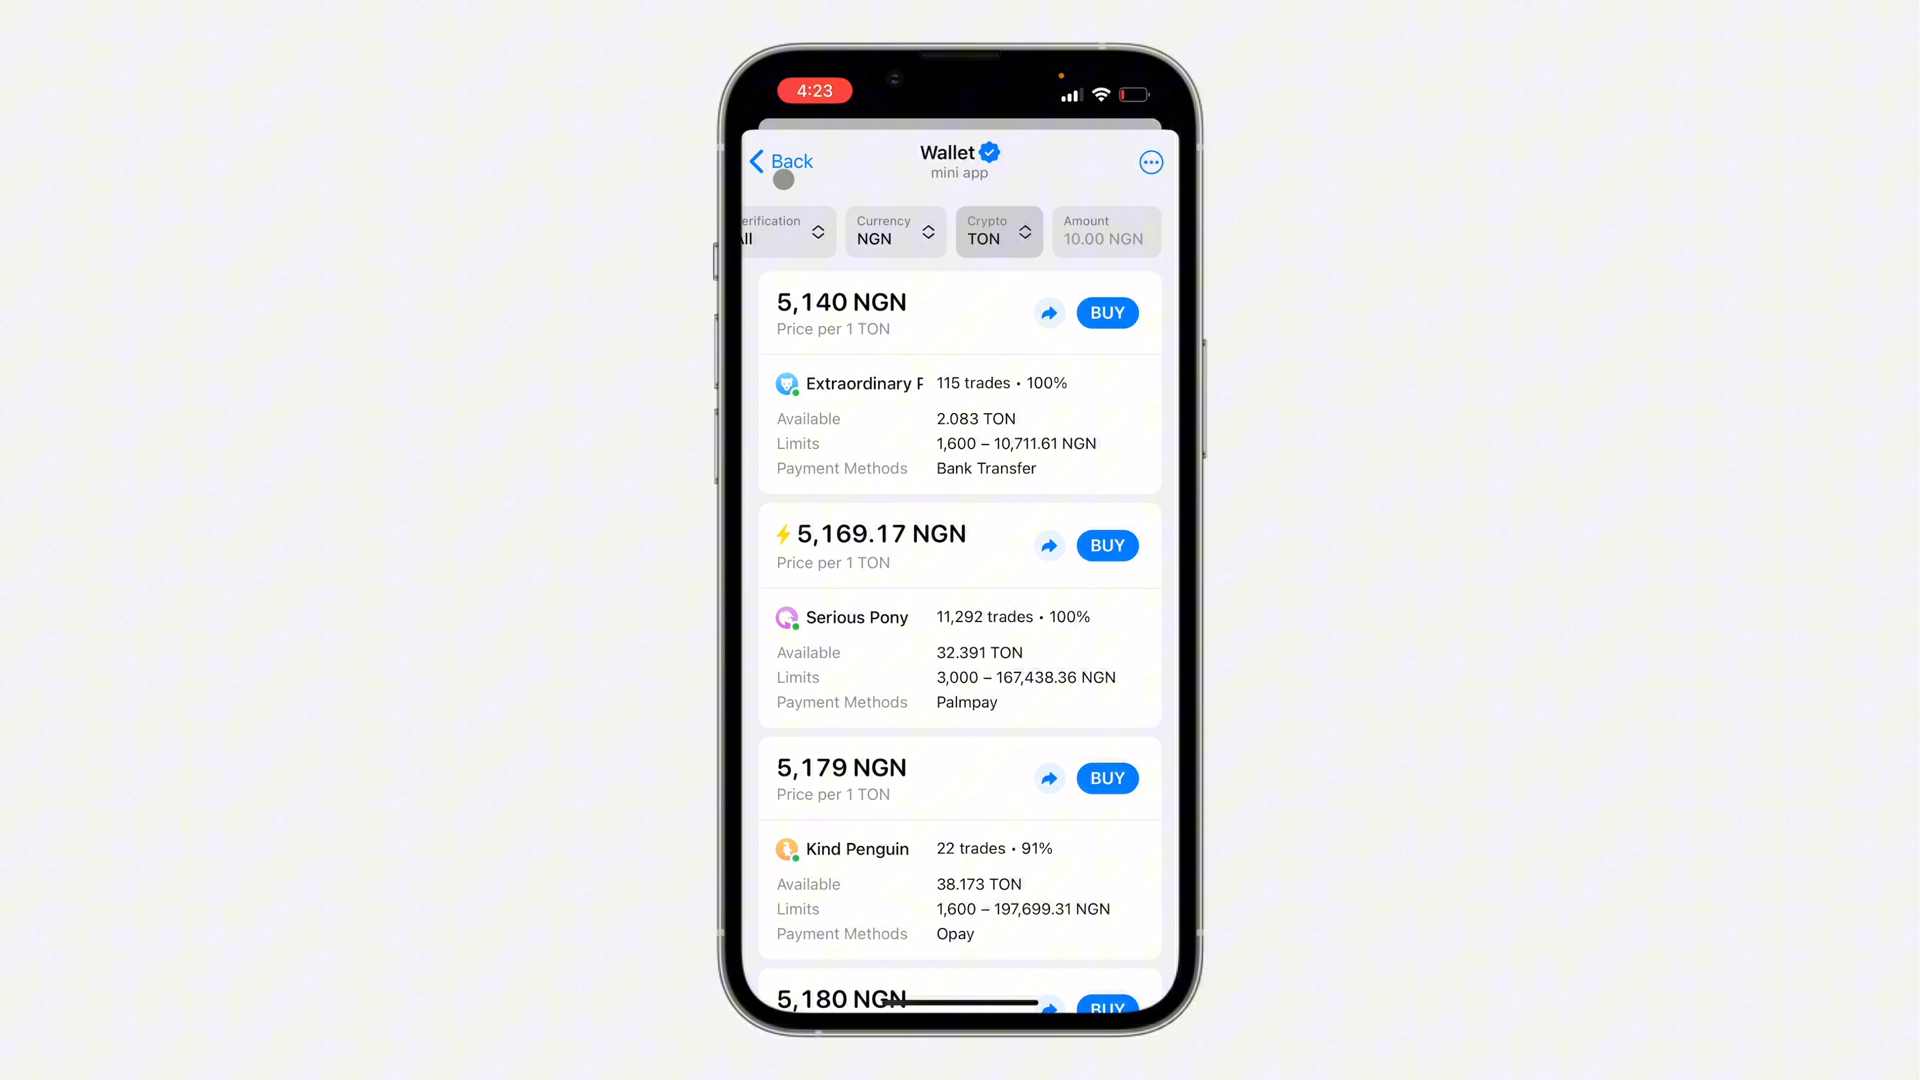 4:23
Back
Wallet
mini app
erification
All
Currency
NGN
Crypto
TON
Amount
10.00 NGN
5,140 NGN
BUY
Price per 1 TON
Extraordinary P 115 trades • 100%
Available 2.083 TON
Limits 1,600 – 10,711.61 NGN
Payment Methods Bank Transfer
5,169.17 NGN
BUY
Price per 1 TON
Serious Pony 11,292 trades • 100%
Available 32.391 TON
Limits 3,000 – 167,438.36 NGN
Payment Methods Palmpay
5,179 NGN
BUY
Price per 1 TON
Kind Penguin 22 trades • 91%
Available 38.173 TON
Limits 1,600 – 197,699.31 NGN
Payment Methods Opay
5,180 NGN
BUY